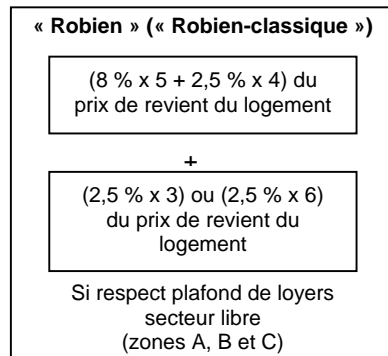 « Robien » (« Robien-classique »)
(8 % x 5 + 2,5 % x 4) du
prix de revient du logement
+
(2,5 % x 3) ou (2,5 % x 6)
du prix de revient du
logement
Si respect plafond de loyers
secteur libre
(zones A, B et C)